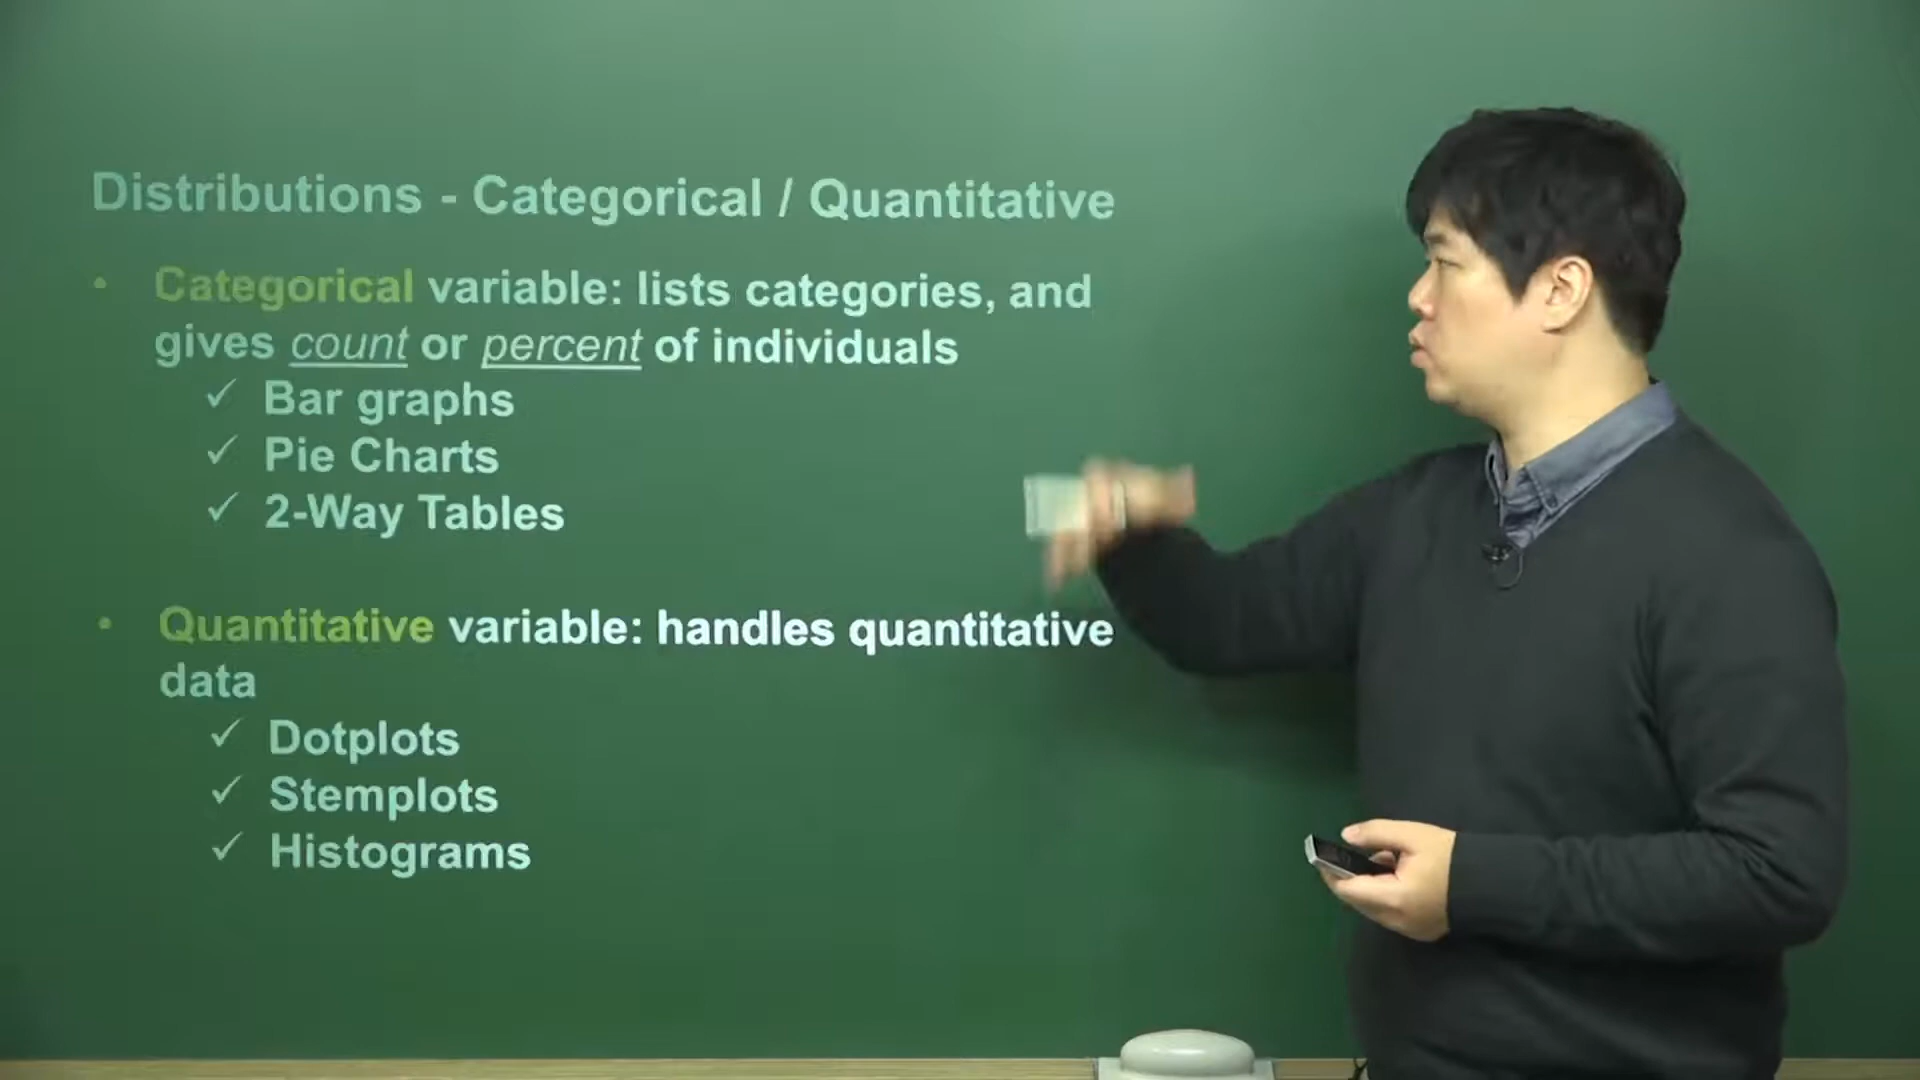 Distributions - Categorical / Quantitative
• Categorical variable: lists categories, and
gives count or percent of individuals
✓ Bar graphs
✓ Pie Charts
✓ 2-Way Tables
• Quantitative variable: handles quantitative
data
✓ Dotplots
✓ Stemplots
✓ Histograms